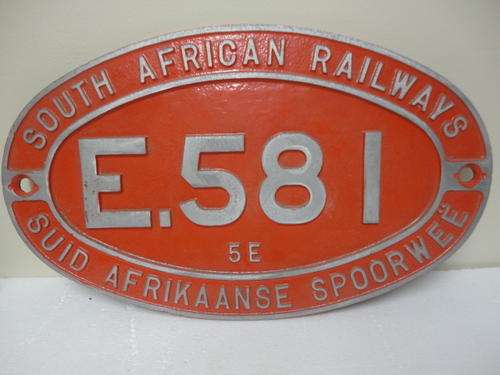 SOUTH AFRICAN RAILWAYS
E.581
5E
SUID AFRIKAANSE SPOORWEË